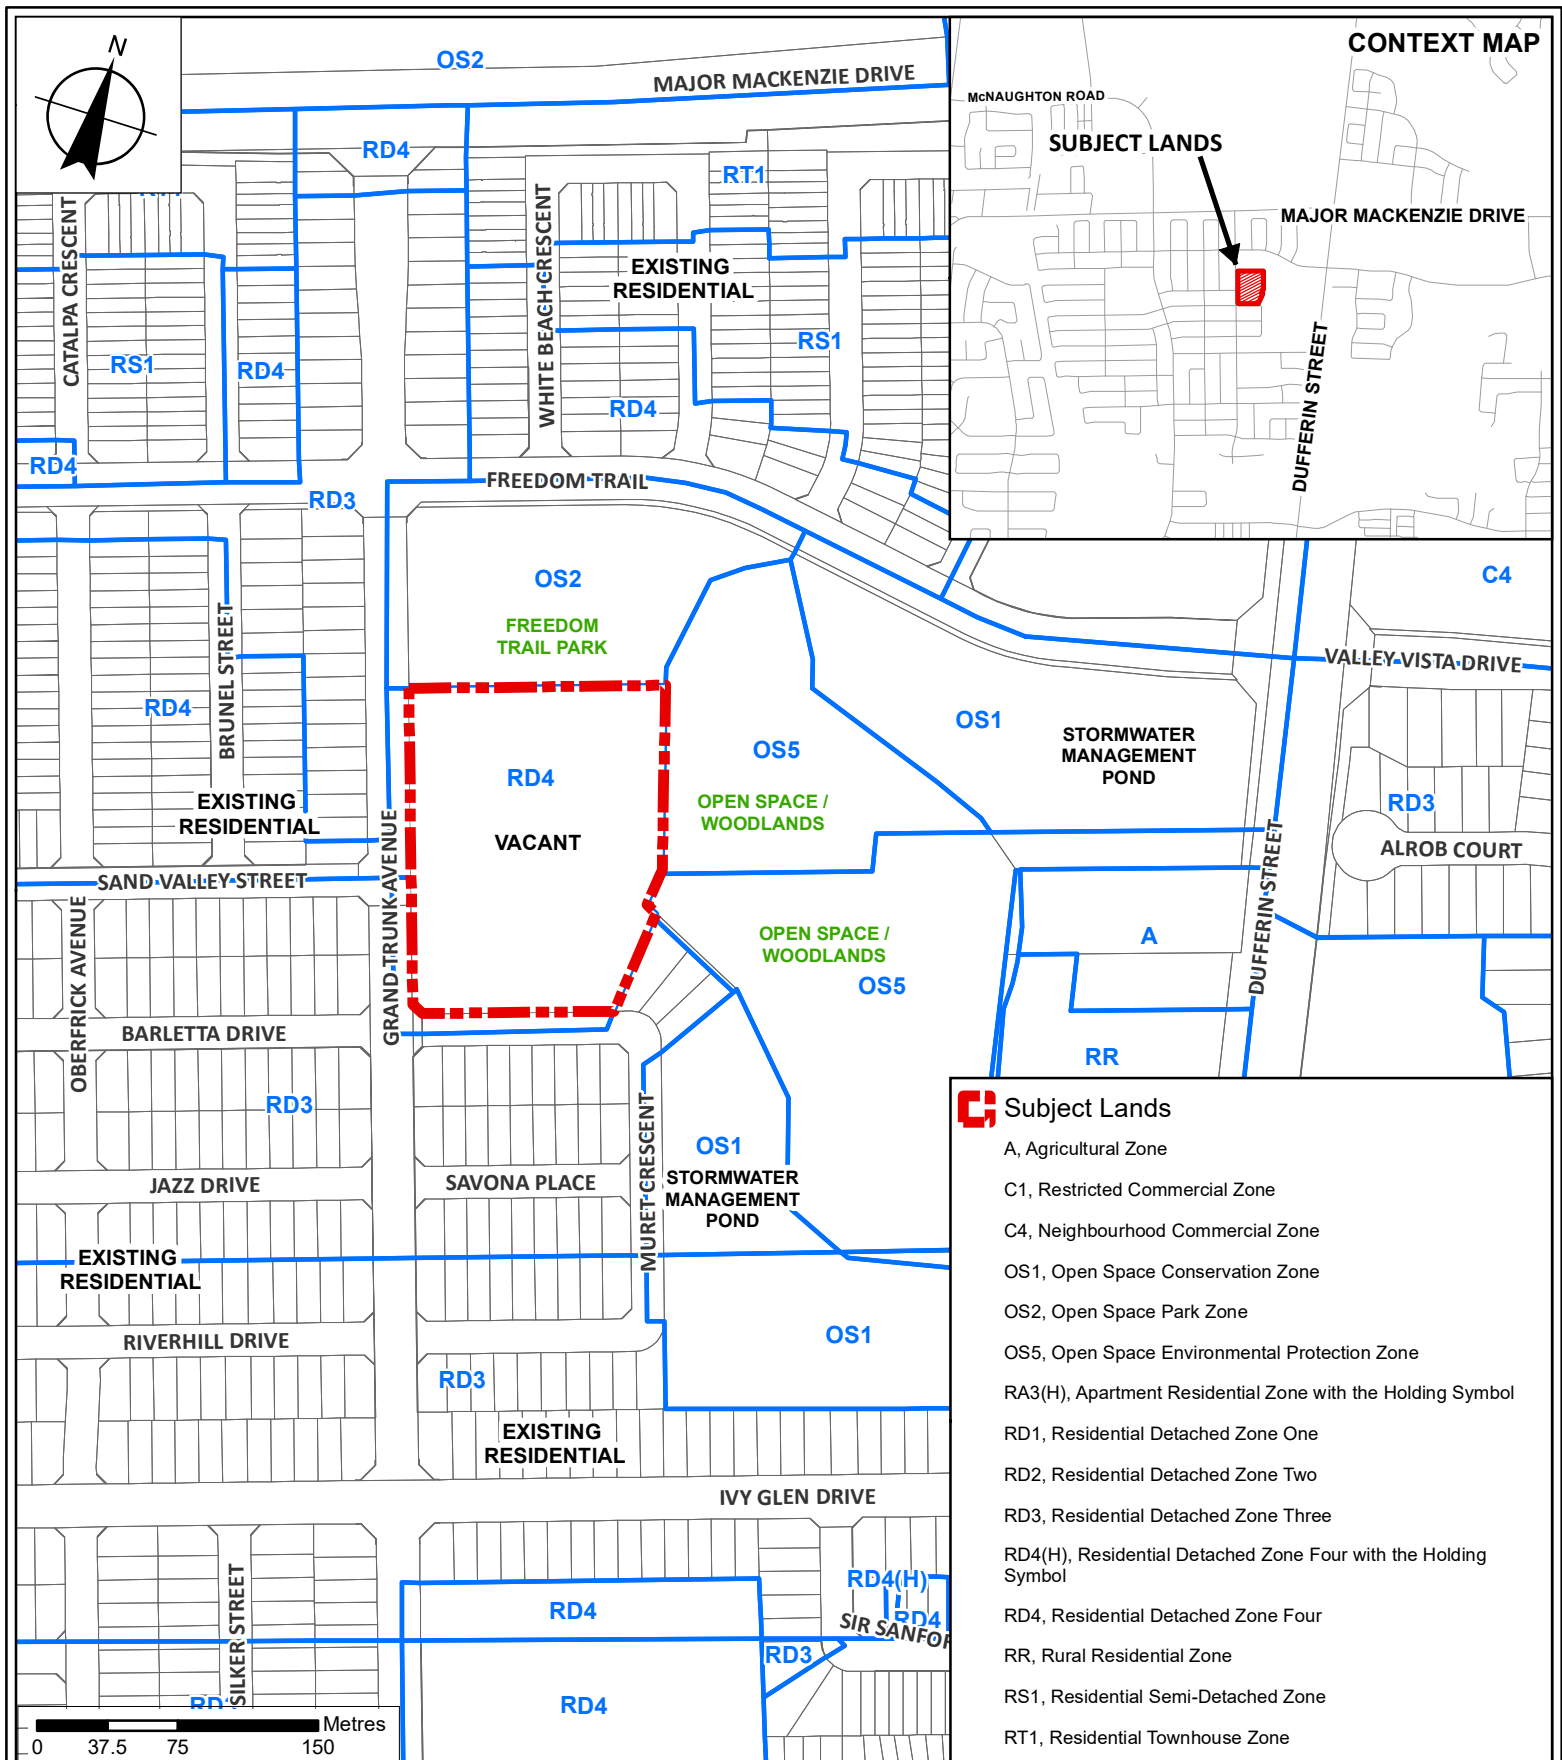 N
OS2
MAJOR MACKENZIE DRIVE
CONTEXT MAP
McNAUGHTON ROAD
SUBJECT LANDS
MAJOR MACKENZIE DRIVE
DUFFERIN STREET
RD4
RT1
CATALPA CRESCENT
WHITE BEACH CRESCENT
EXISTING
RESIDENTIAL
RS1
RD4
RS1
RD4
RD4
FREEDOM TRAIL
RD3
OS2
FREEDOM
TRAIL PARK
C4
VALLEY VISTA DRIVE
BRUNEL STREET
RD4
OS1
STORMWATER
MANAGEMENT
POND
OS5
RD4
OPEN SPACE /
WOODLANDS
VACANT
EXISTING
RESIDENTIAL
RD3
ALROB COURT
SAND VALLEY STREET
GRAND TRUNK AVENUE
OBERFRICK AVENUE
DUFFERIN STREET
OPEN SPACE /
WOODLANDS
OS5
A
BARLETTA DRIVE
RR
RD3
MURET CRESCENT
OS1
STORMWATER
MANAGEMENT
POND
JAZZ DRIVE
SAVONA PLACE
EXISTING
RESIDENTIAL
RIVERHILL DRIVE
OS1
RD3
EXISTING
RESIDENTIAL
IVY GLEN DRIVE
SILKER STREET
RD4(H)
RD4
RD4
SIR SANFOR
RD3
RD4
Metres
0 37.5 75 150
Subject Lands
A, Agricultural Zone
C1, Restricted Commercial Zone
C4, Neighbourhood Commercial Zone
OS1, Open Space Conservation Zone
OS2, Open Space Park Zone
OS5, Open Space Environmental Protection Zone
RA3(H), Apartment Residential Zone with the Holding Symbol
RD1, Residential Detached Zone One
RD2, Residential Detached Zone Two
RD3, Residential Detached Zone Three
RD4(H), Residential Detached Zone Four with the Holding
Symbol
RD4, Residential Detached Zone Four
RR, Rural Residential Zone
RS1, Residential Semi-Detached Zone
RT1, Residential Townhouse Zone